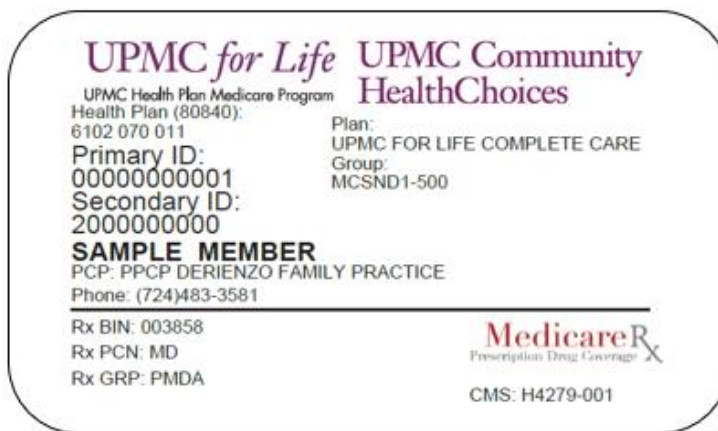 UPMC for Life
UPMC Health Plan Medicare Program
UPMC Community
HealthChoices
Health Plan (80840):
6102 070 011
Primary ID:
00000000001
Secondary ID:
2000000000
Plan:
UPMC FOR LIFE COMPLETE CARE
Group:
MCSND1-500
SAMPLE MEMBER
PCP: PPCP DERIENZO FAMILY PRACTICE
Phone: (724)483-3581
Rx BIN: 003858
Rx PCN: MD
Rx GRP: PMDA
MedicareRx
Prescription Drug Coverage
CMS: H4279-001